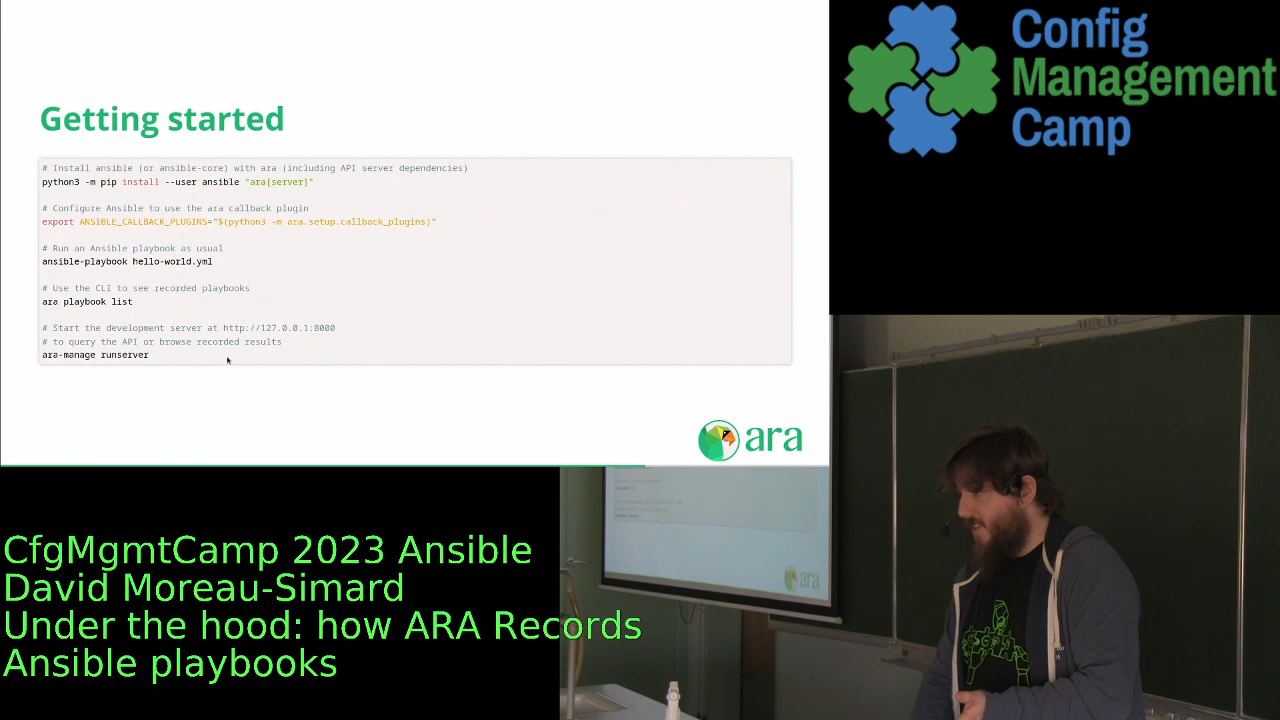 Getting started
# Install ansible (or ansible-core) with ara (including API server dependencies)
python3 -m pip install --user ansible "ara[server]"
# Configure Ansible to use the ara callback plugin
export ANSIBLE_CALLBACK_PLUGINS="$(python3 -m ara.setup.callback_plugins)"
# Run an Ansible playbook as usual
ansible-playbook hello-world.yml
# Use the CLI to see recorded playbooks
ara playbook list
# Start the development server at http://127.0.0.1:8000
# to query the API or browse recorded results
ara-manage runserver
ara
Config
Management
Camp
CfgMgmtCamp 2023 Ansible
David Moreau-Simard
Under the hood: how ARA Records
Ansible playbooks
ara